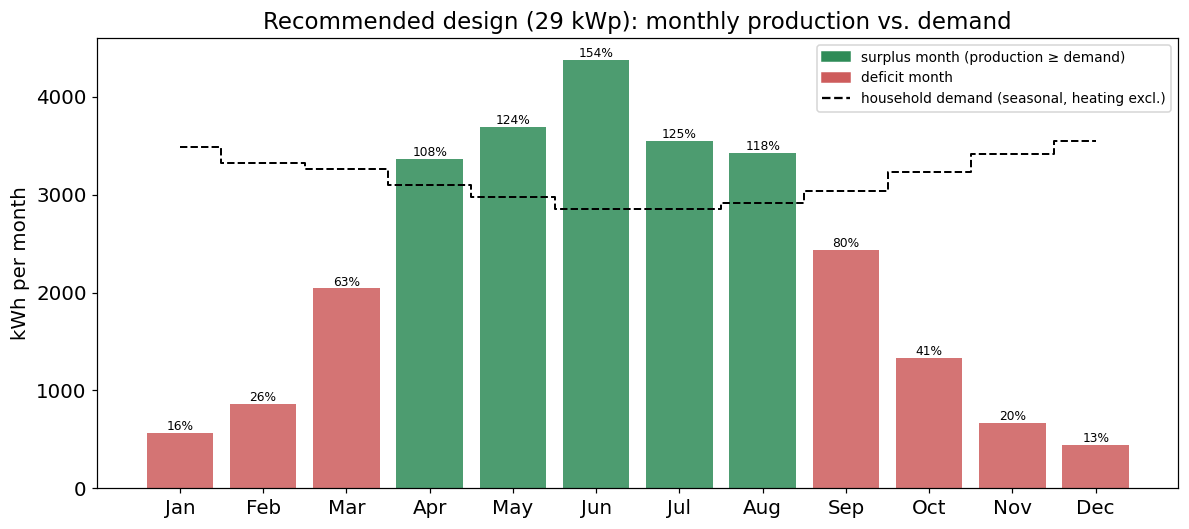 Recommended design (29 kWp): monthly production vs. demand
surplus month (production ≥ demand)
deficit month
household demand (seasonal, heating excl.)
kWh per month
4000
3000
2000
1000
0
16%
26%
63%
108%
124%
154%
125%
118%
80%
41%
20%
13%
Jan Feb Mar Apr May Jun Jul Aug Sep Oct Nov Dec